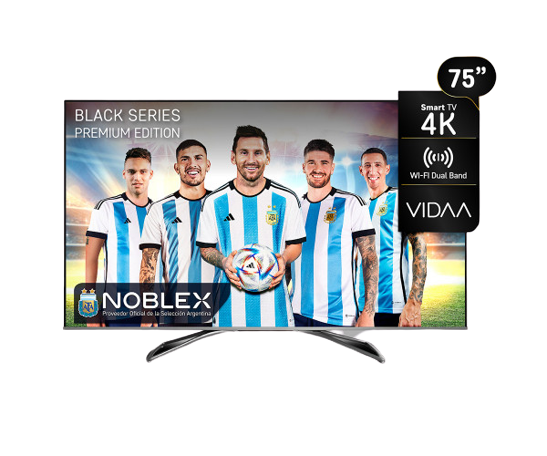 75”
Smart TV
4K
WI-FI Dual Band
VIDAA
BLACK SERIES
PREMIUM EDITION
NOBLEX
Proveedor Oficial de la Selección Argentina